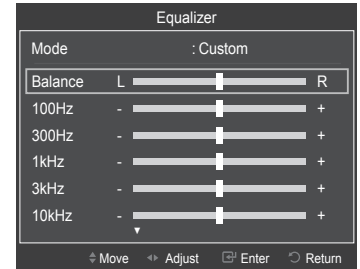 Equalizer
Mode : Custom
Balance L R
100Hz - +
300Hz - +
1kHz - +
3kHz - +
10kHz - +
Move Adjust Enter Return